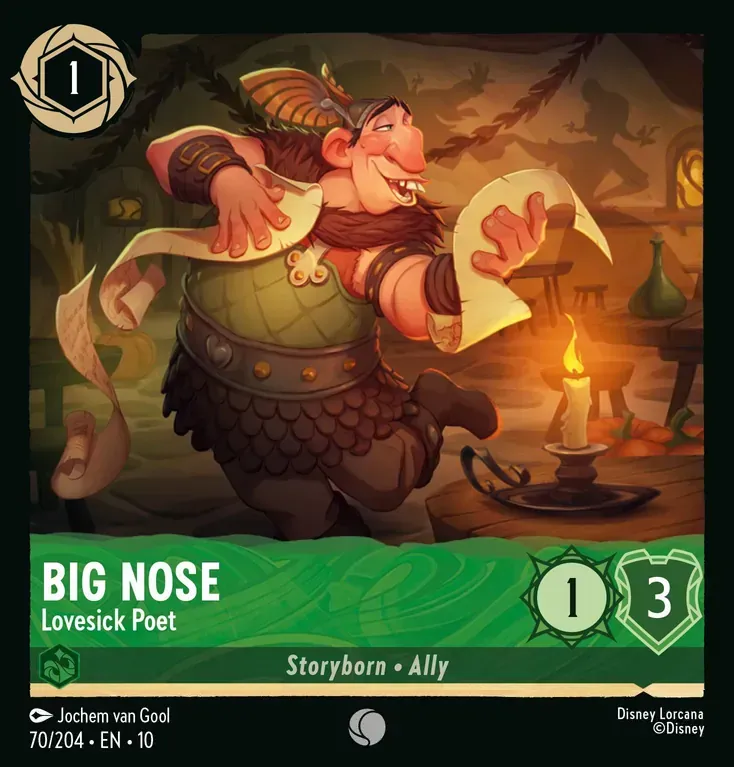 1
BIG NOSE
Lovesick Poet
1
3
Storyborn • Ally
Jochem van Gool
70/204 • EN • 10
Disney Lorcana
©Disney